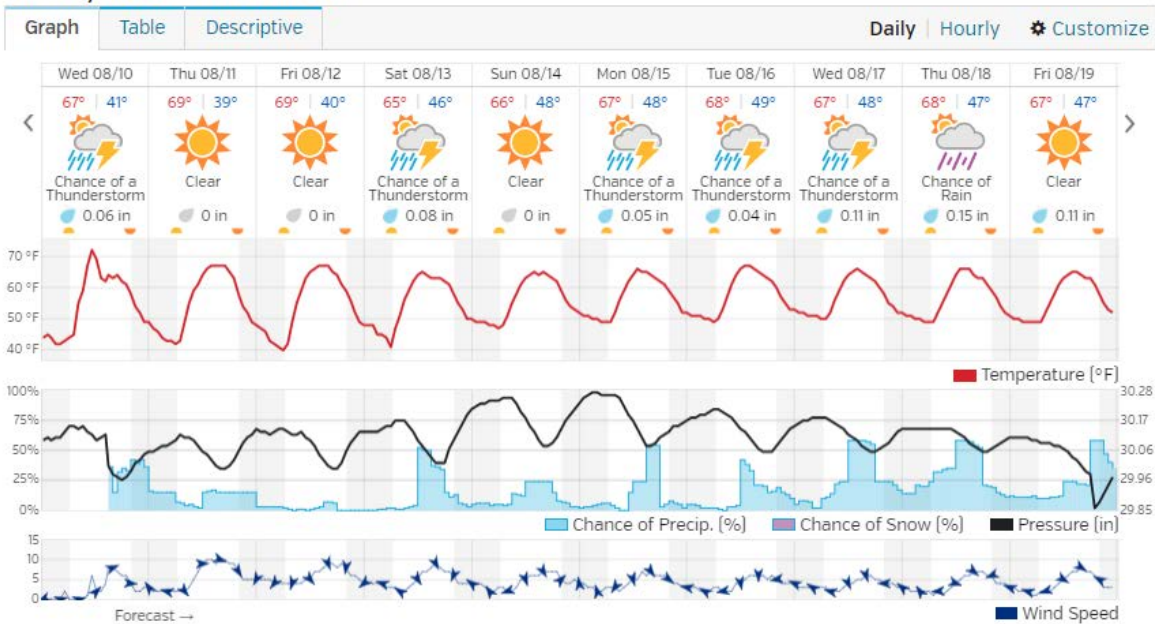 Graph Table Descriptive Daily Hourly Customize
Wed 08/10 Thu 08/11 Fri 08/12 Sat 08/13 Sun 08/14 Mon 08/15 Tue 08/16 Wed 08/17 Thu 08/18 Fri 08/19
67° 41° 69° 39° 69° 40° 65° 46° 66° 48° 67° 48° 68° 49° 67° 48° 68° 47° 67° 47°
Chance of a Clear Clear Chance of a Clear Chance of a Chance of a Chance of a Chance of Clear
Thunderstorm Thunderstorm Thunderstorm Thunderstorm Thunderstorm Rain
0.06 in 0 in 0 in 0.08 in 0 in 0.05 in 0.04 in 0.11 in 0.15 in 0.11 in
70 °F
60 °F
50 °F
40 °F
Temperature (°F)
100% 30.28
75% 30.17
50% 30.06
25% 29.96
0% 29.85
Chance of Precip. (%) Chance of Snow (%) Pressure (in)
15
10
5
0
Forecast → Wind Speed